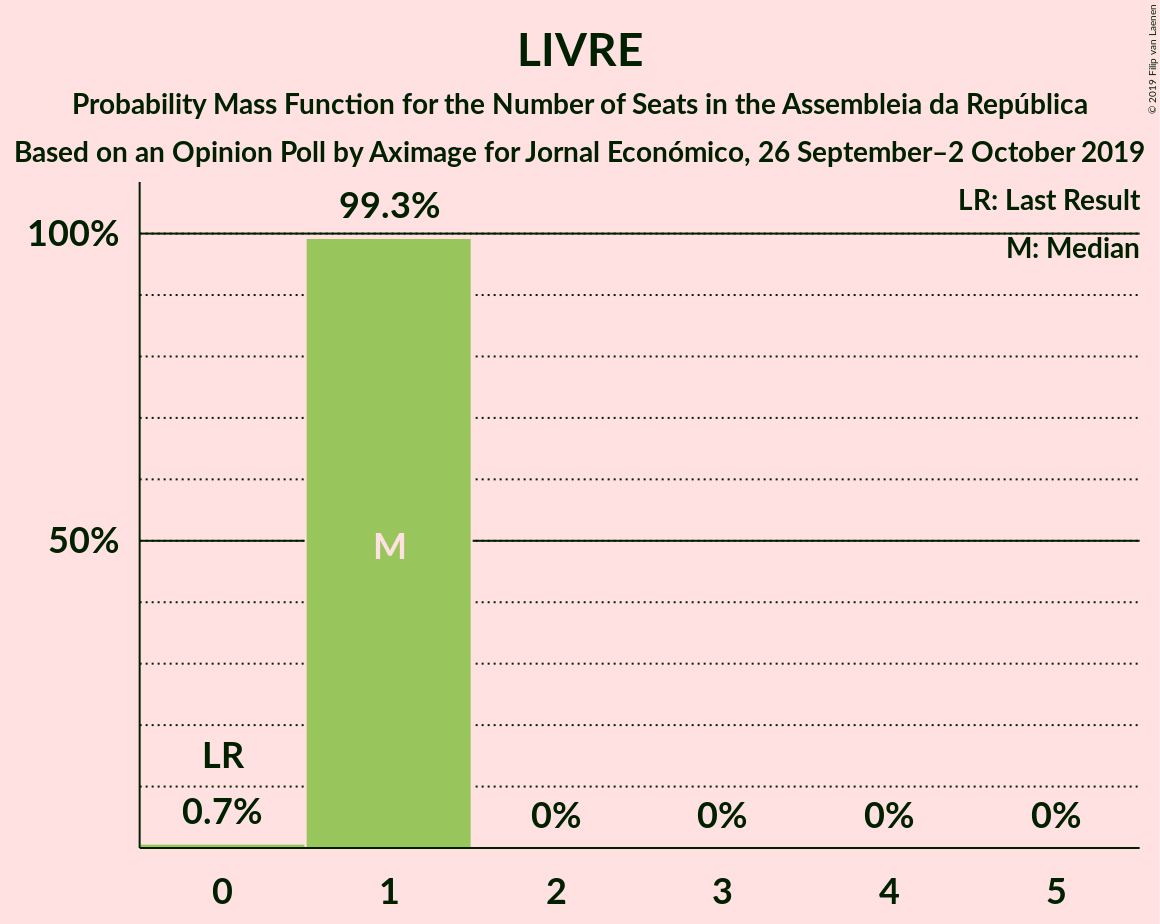 LIVRE
Probability Mass Function for the Number of Seats in the Assembleia da República
Based on an Opinion Poll by Aximage for Jornal Económico, 26 September–2 October 2019
© 2019 Filip van Laenen
LR: Last Result
M: Median
100%
50%
99.3%
M
LR
0.7%
0%
0%
0%
0%
0
1
2
3
4
5